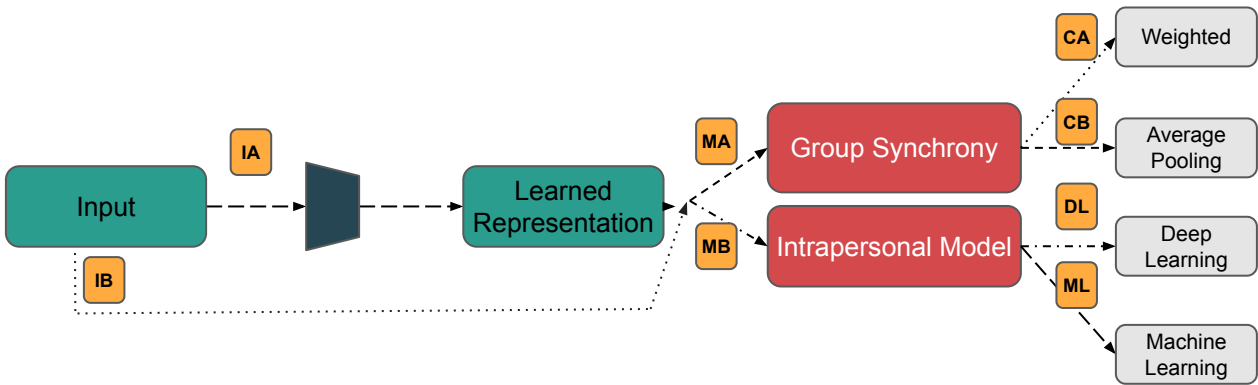 CA
Weighted
IA
MA
Group Synchrony
CB
Average
Pooling
Input
Learned
Representation
IB
MB
Intrapersonal Model
DL
Deep
Learning
ML
Machine
Learning